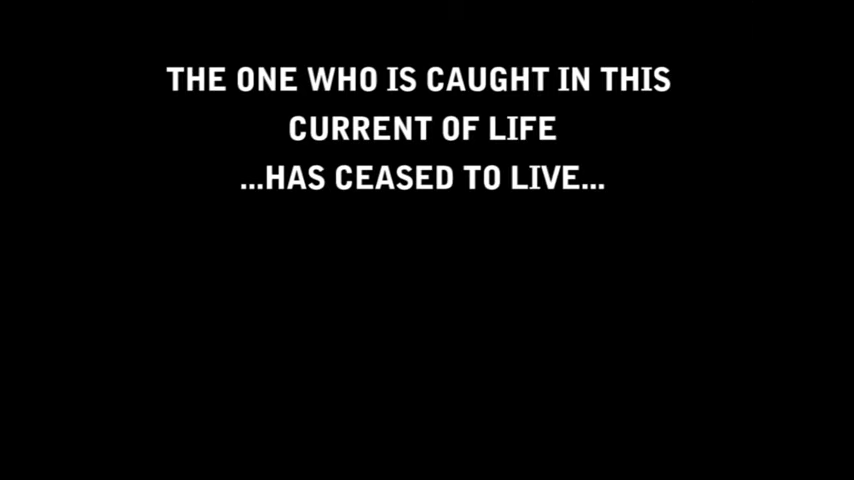 THE ONE WHO IS CAUGHT IN THIS
CURRENT OF LIFE
...HAS CEASED TO LIVE...